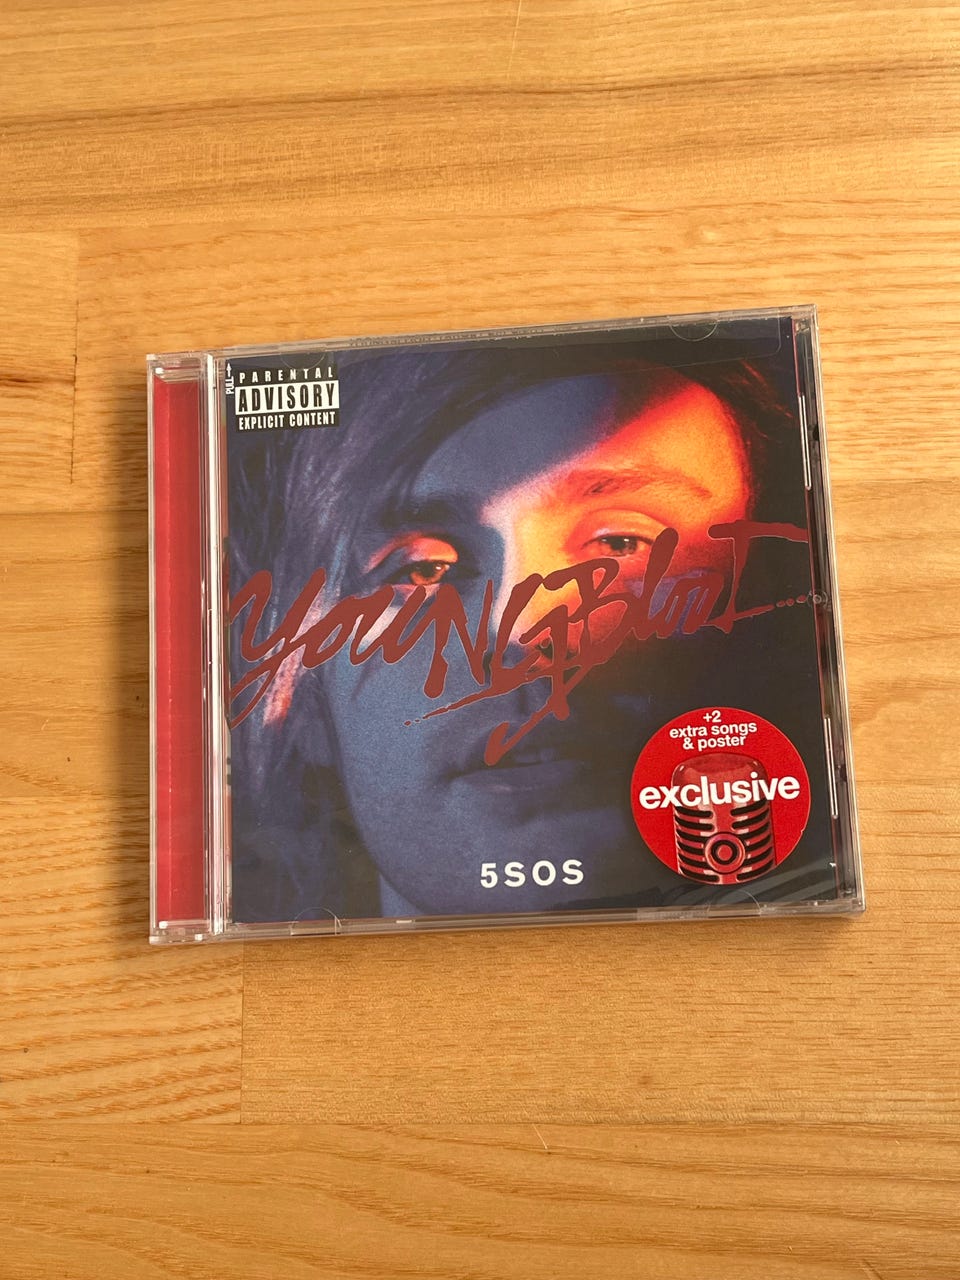 PULL
PARENTAL
ADVISORY
EXPLICIT CONTENT
YouNGBlooD...
+2
extra songs
& poster
exclusive
5SOS